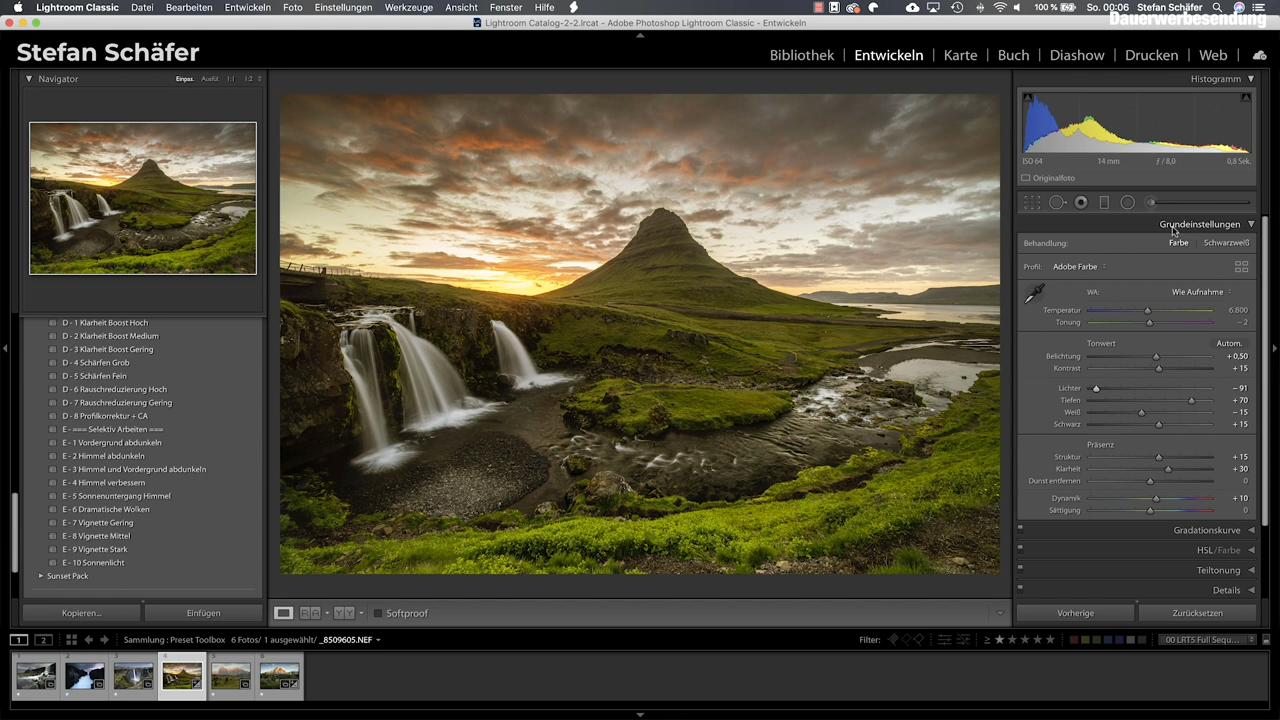 Lightroom Classic Datei Bearbeiten Entwickeln Foto Einstellungen Werkzeuge Ansicht Fenster Hilfe 100 % So. 00:06 Stefan Schäfer
Lightroom Catalog-2-2.lrcat - Adobe Photoshop Lightroom Classic - Entwickeln
Dauerwerbesendung
Stefan Schäfer
Bibliothek Entwickeln Karte Buch Diashow Drucken Web
Navigator Einpas. Ausfül. 1:1 1:2
Histogramm
ISO 64 14 mm ƒ / 8,0 0,8 Sek.
Originalfoto
Grundeinstellungen
Behandlung: Farbe Schwarzweiß
Profil: Adobe Farbe
WA: Wie Aufnahme
Temperatur 6.800
Tonung − 2
Tonwert Autom.
Belichtung + 0,50
Kontrast + 15
Lichter − 91
Tiefen + 70
Weiß − 15
Schwarz + 15
Präsenz
Struktur + 15
Klarheit + 30
Dunst entfernen 0
Dynamik + 10
Sättigung 0
Gradationskurve
HSL / Farbe
Teiltonung
Details
Vorherige Zurücksetzen
D - 1 Klarheit Boost Hoch
D - 2 Klarheit Boost Medium
D - 3 Klarheit Boost Gering
D - 4 Schärfen Grob
D - 5 Schärfen Fein
D - 6 Rauschreduzierung Hoch
D - 7 Rauschreduzierung Gering
D - 8 Profilkorrektur + CA
E - === Selektiv Arbeiten ===
E - 1 Vordergrund abdunkeln
E - 2 Himmel abdunkeln
E - 3 Himmel und Vordergrund abdunkeln
E - 4 Himmel verbessern
E - 5 Sonnenuntergang Himmel
E - 6 Dramatische Wolken
E - 7 Vignette Gering
E - 8 Vignette Mittel
E - 9 Vignette Stark
E - 10 Sonnenlicht
Sunset Pack
Kopieren... Einfügen
Softproof
1 2 Sammlung : Preset Toolbox 6 Fotos/ 1 ausgewählt/ _8509605.NEF
Filter: ≥ 00 LRT5 Full Sequ...
1 2 3 4 5 6